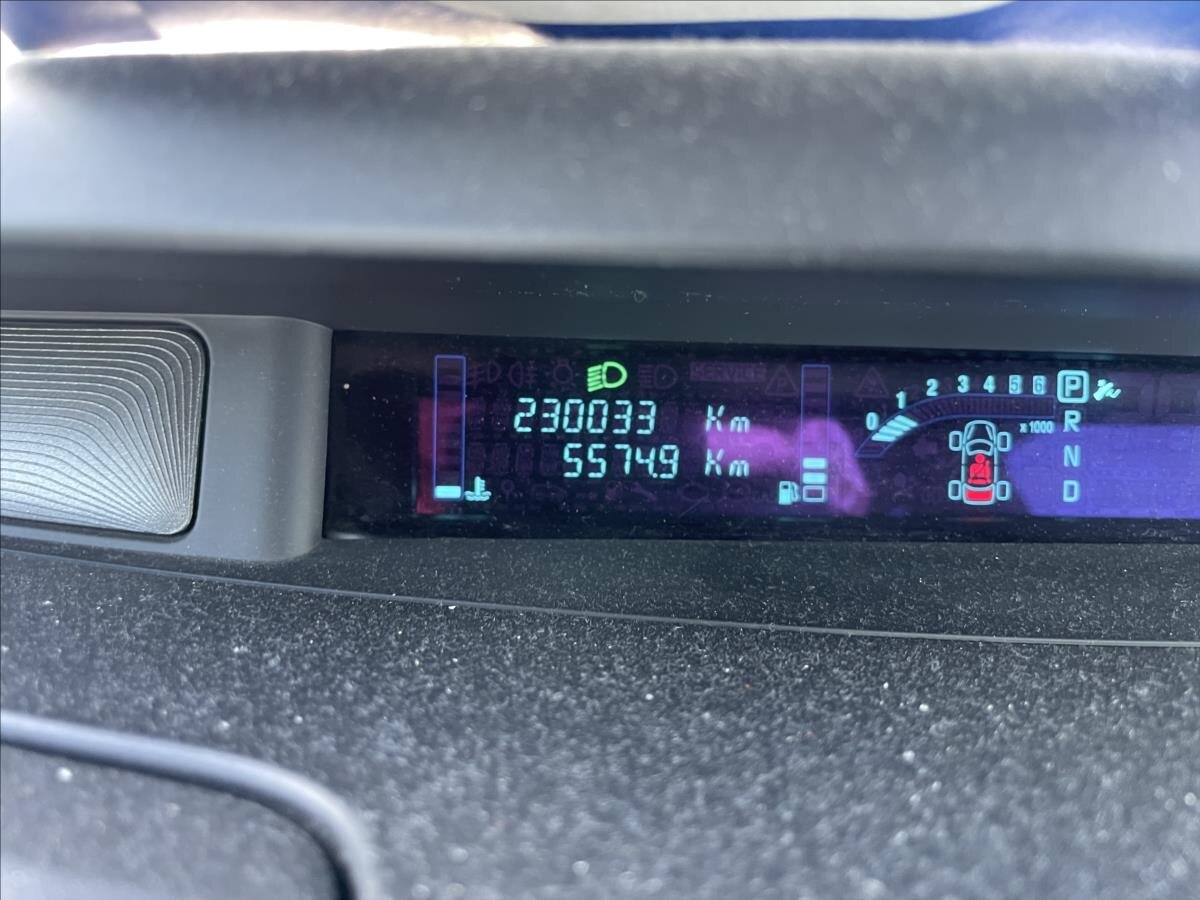 SERVICE
230033 Km
5574.9 Km
0 1 2 3 4 5 6
x1000
P
R
N
D